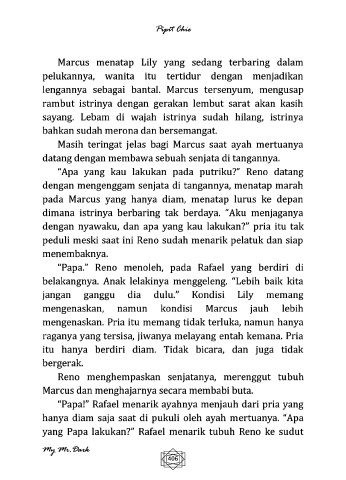 Pipit Chie
Marcus menatap Lily yang sedang terbaring dalam
pelukannya, wanita itu tertidur dengan menjadikan
lengannya sebagai bantal. Marcus tersenyum, mengusap
rambut istrinya dengan gerakan lembut sarat akan kasih
sayang. Lebam di wajah istrinya sudah hilang, istrinya
bahkan sudah merona dan bersemangat.
Masih teringat jelas bagi Marcus saat ayah mertuanya
datang dengan membawa sebuah senjata di tangannya.
“Apa yang kau lakukan pada putriku?” Reno datang
dengan mengenggam senjata di tangannya, menatap marah
pada Marcus yang hanya diam, menatap lurus ke depan
dimana istrinya berbaring tak berdaya. “Aku menjaganya
dengan nyawaku, dan apa yang kau lakukan?” pria itu tak
peduli meski saat ini Reno sudah menarik pelatuk dan siap
menembaknya.
“Papa.” Reno menoleh, pada Rafael yang berdiri di
belakangnya. Anak lelakinya menggeleng. “Lebih baik kita
jangan ganggu dia dulu.” Kondisi Lily memang
mengenaskan, namun kondisi Marcus jauh lebih
mengenaskan. Pria itu memang tidak terluka, namun hanya
raganya yang tersisa, jiwanya melayang entah kemana. Pria
itu hanya berdiri diam. Tidak bicara, dan juga tidak
bergerak.
Reno menghempaskan senjatanya, merenggut tubuh
Marcus dan menghajarnya secara membabi buta.
“Papa!” Rafael menarik ayahnya menjauh dari pria yang
hanya diam saja saat di pukuli oleh ayah mertuanya. “Apa
yang Papa lakukan?” Rafael menarik tubuh Reno ke sudut
My Mr.Dark
406